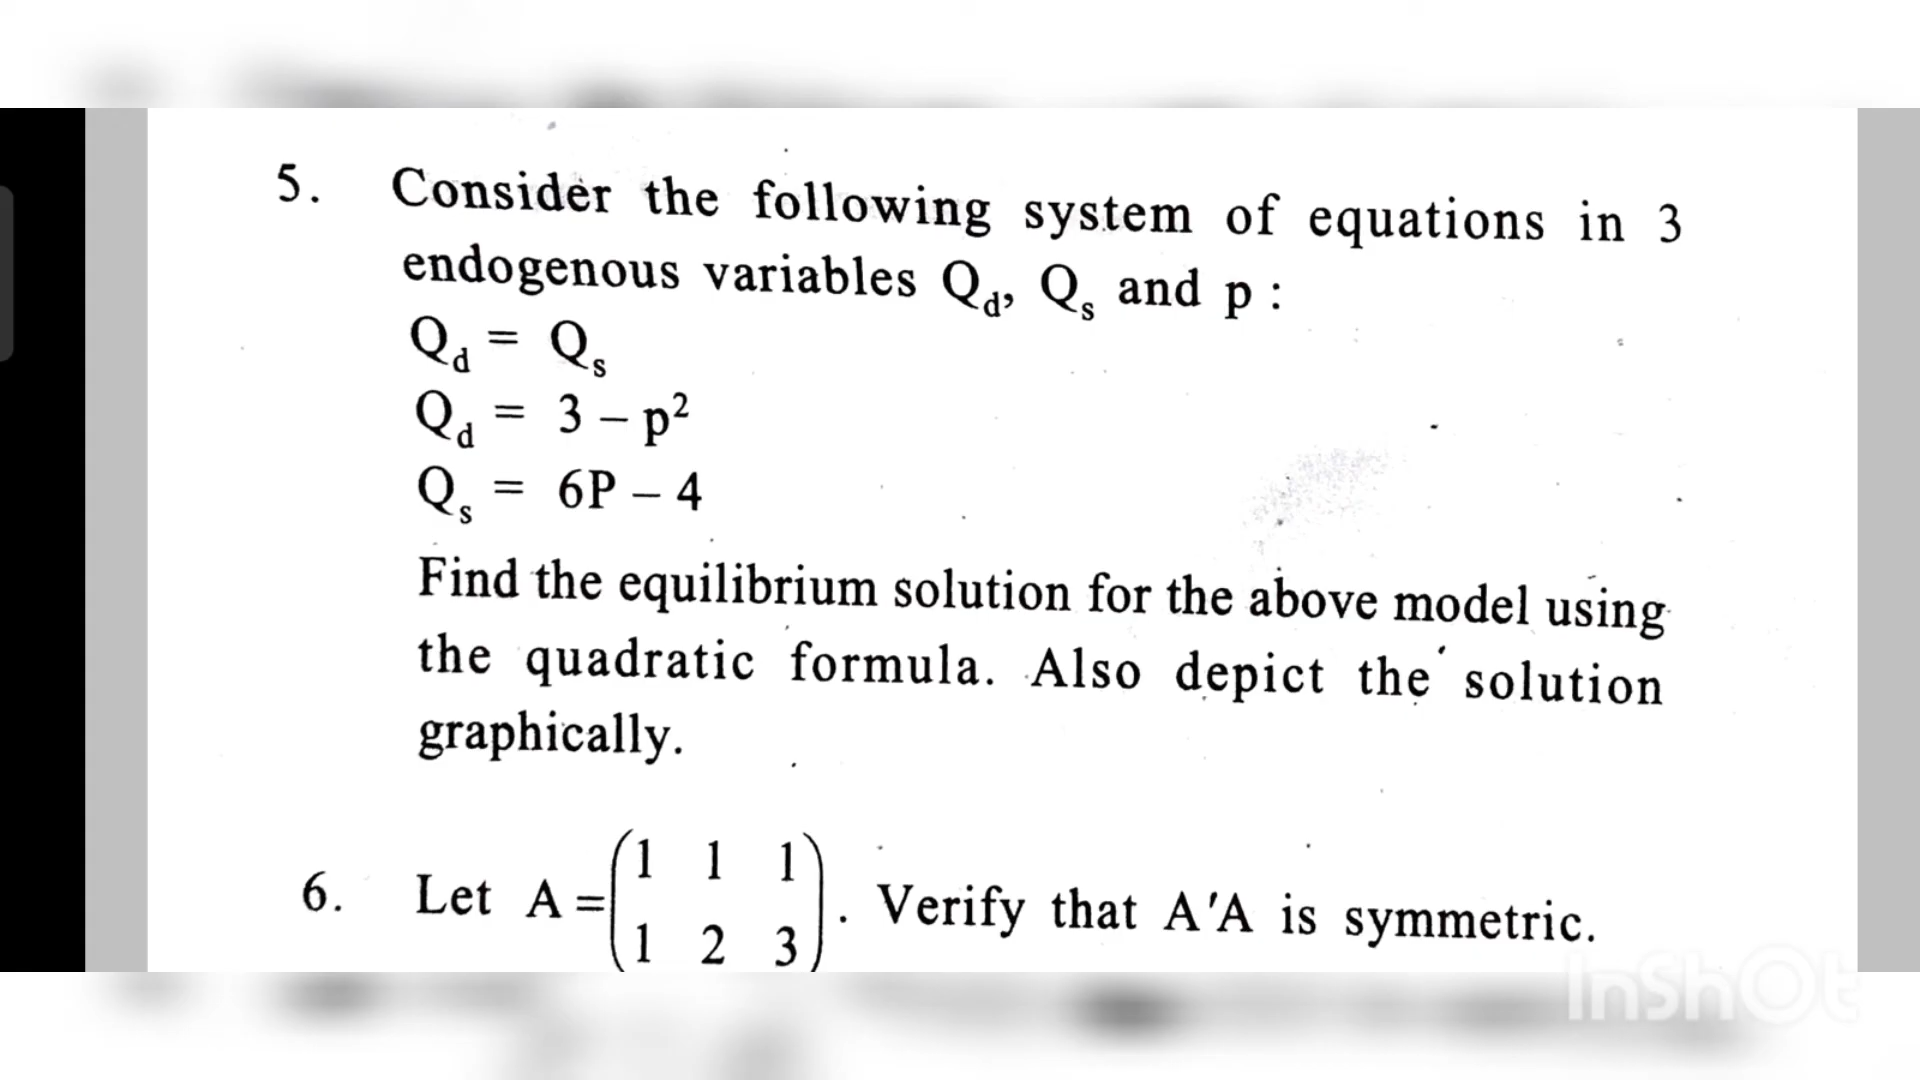 5. Consider the following system of equations in 3
endogenous variables Q_d, Q_s and p :
Q_d = Q_s
Q_d = 3 – p²
Q_s = 6P – 4
Find the equilibrium solution for the above model using
the quadratic formula. Also depict the solution
graphically.
6. Let A = (1 1 1
1 2 3). Verify that A′A is symmetric.
InShOt